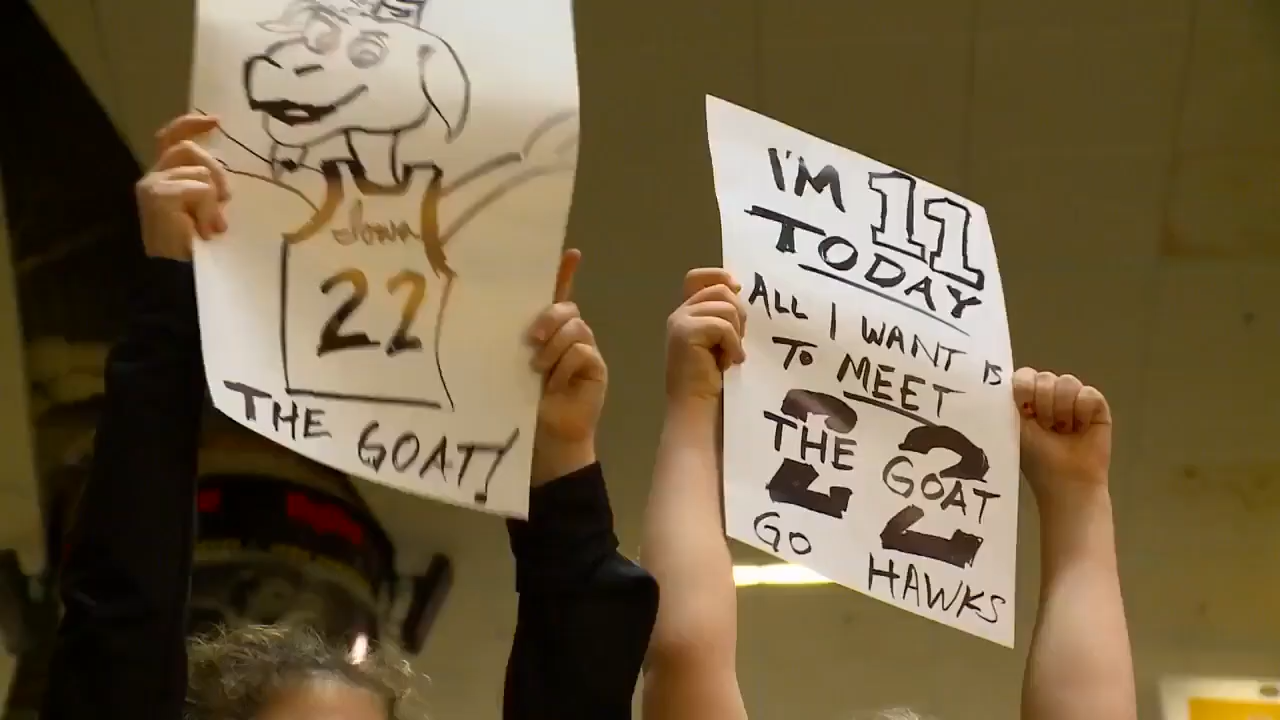 Iowa
22
THE GOAT!
I'M 11
TODAY
ALL I WANT IS
TO MEET
22
THE GOAT
GO HAWKS